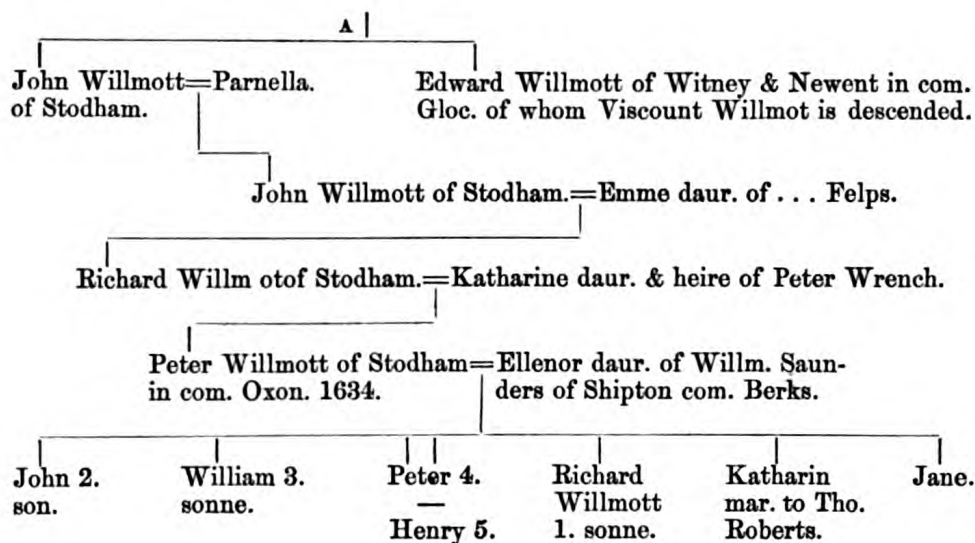 A
John Willmott=Parnella.
of Stodham.
Edward Willmott of Witney & Newent in com.
Gloc. of whom Viscount Willmot is descended.
John Willmott of Stodham.=Emme daur. of . . . Felps.
Richard Willm otof Stodham.=Katharine daur. & heire of Peter Wrench.
Peter Willmott of Stodham=Ellenor daur. of Willm. Saun-
in com. Oxon. 1634. ders of Shipton com. Berks.
John 2.
son.
William 3.
sonne.
Peter 4.
—
Henry 5.
Richard
Willmott
1. sonne.
Katharin
mar. to Tho.
Roberts.
Jane.